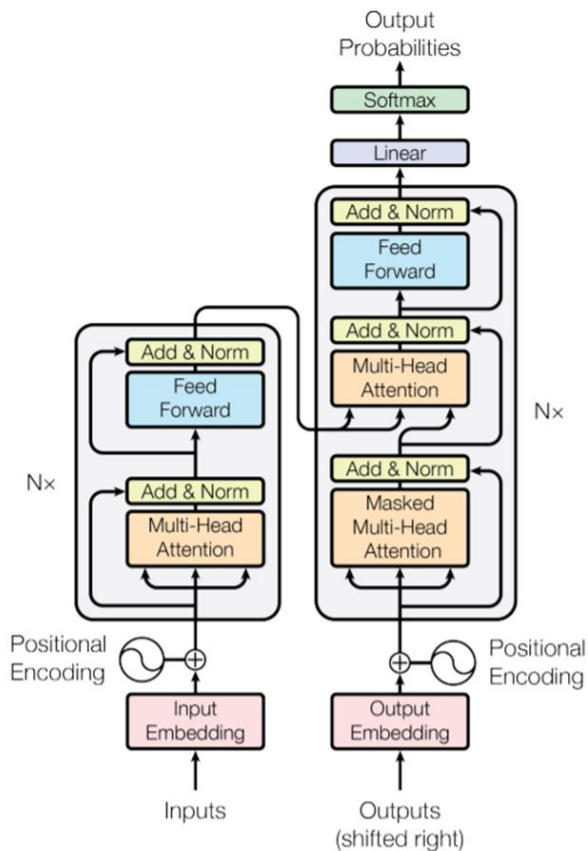 Output
Probabilities
Softmax
Linear
Add & Norm
Feed
Forward
Add & Norm
Multi-Head
Attention
Add & Norm
Masked
Multi-Head
Attention
N×
Add & Norm
Feed
Forward
Add & Norm
Multi-Head
Attention
N×
Positional
Encoding
Positional
Encoding
Input
Embedding
Output
Embedding
Inputs
Outputs
(shifted right)